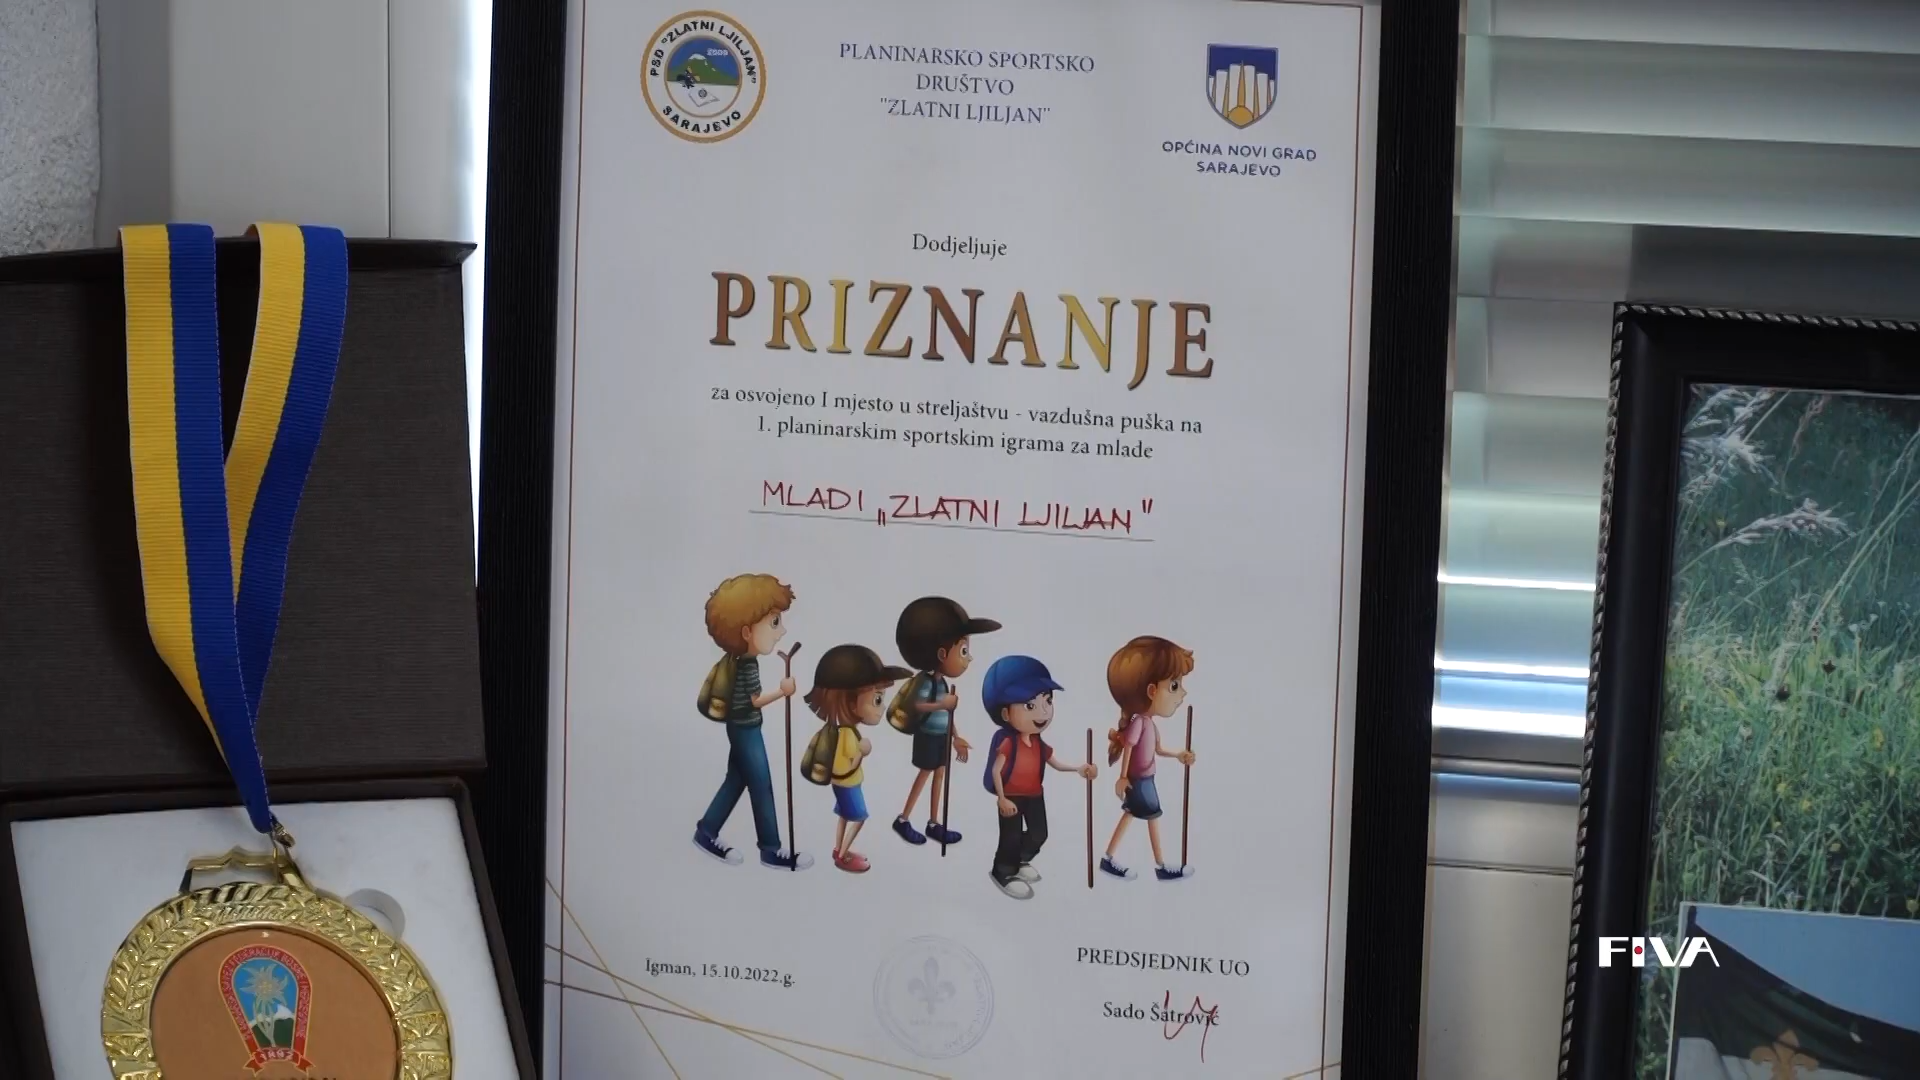 PSD "ZLATNI LJILJAN"
2009
SARAJEVO
PLANINARSKO SPORTSKO
DRUŠTVO
"ZLATNI LJILJAN"
OPĆINA NOVI GRAD
SARAJEVO
Dodjeljuje
PRIZNANJE
za osvojeno I mjesto u streljaštvu - vazdušna puška na
1. planinarskim sportskim igrama za mlade
MLADI „ZLATNI LJILJAN"
Igman, 15.10.2022.g.
PREDSJEDNIK UO
Sado Šatrović
1892
FIVA